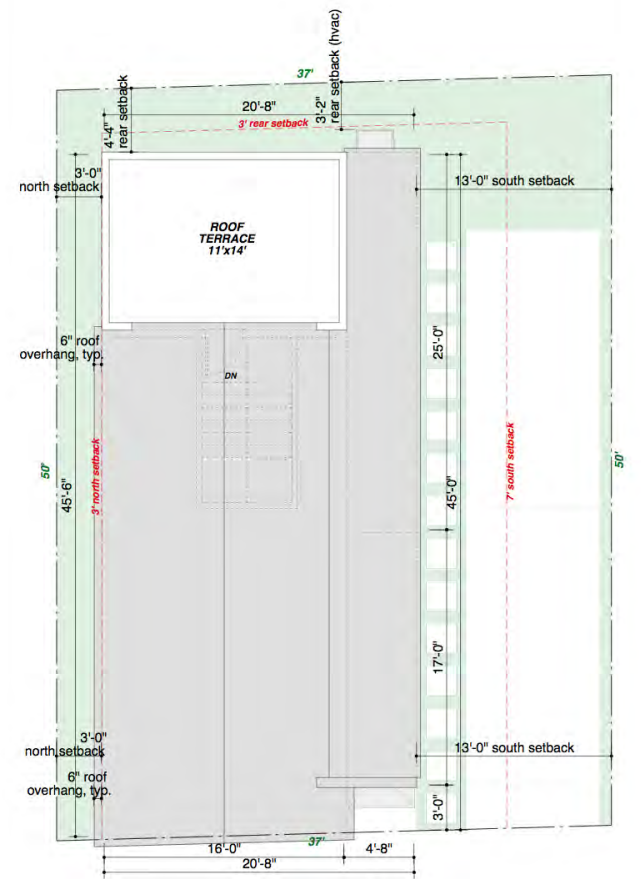 37'
rear setback (hvac)
3'-2"
rear setback
4'-4"
20'-8"
3' rear setback
3'-0"
north setback
13'-0" south setback
ROOF
TERRACE
11'x14'
6" roof
overhang, typ.
25'-0"
DN
50'
45'-6"
3' north setback
45'-0"
7' south setback
50'
17'-0"
3'-0"
north setback
13'-0" south setback
6" roof
overhang, typ.
3'-0"
37'
16'-0"
4'-8"
20'-8"